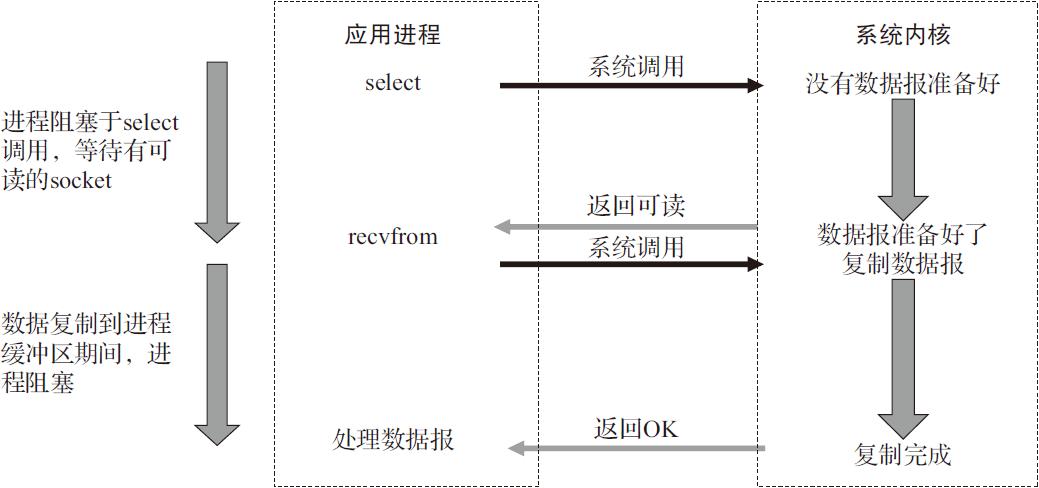 应用进程
系统内核
select
系统调用
没有数据报准备好
进程阻塞于select
调用，等待有可
读的socket
返回可读
recvfrom
系统调用
数据报准备好了
复制数据报
数据复制到进程
缓冲区期间，进
程阻塞
处理数据报
返回OK
复制完成